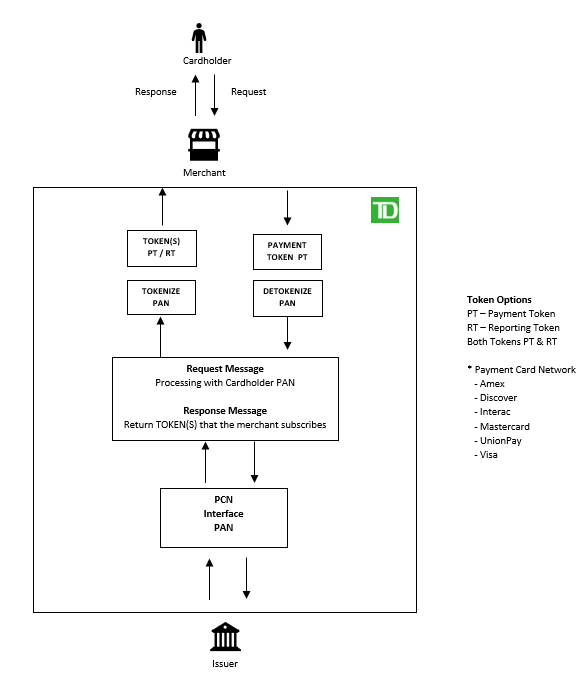 Cardholder
Response
Request
Merchant
TD
TOKEN(S)
PT / RT
PAYMENT
TOKEN PT
TOKENIZE
PAN
DETOKENIZE
PAN
Request Message
Processing with Cardholder PAN
Response Message
Return TOKEN(S) that the merchant subscribes
PCN
Interface
PAN
Issuer
Token Options
PT – Payment Token
RT – Reporting Token
Both Tokens PT & RT
* Payment Card Network
- Amex
- Discover
- Interac
- Mastercard
- UnionPay
- Visa